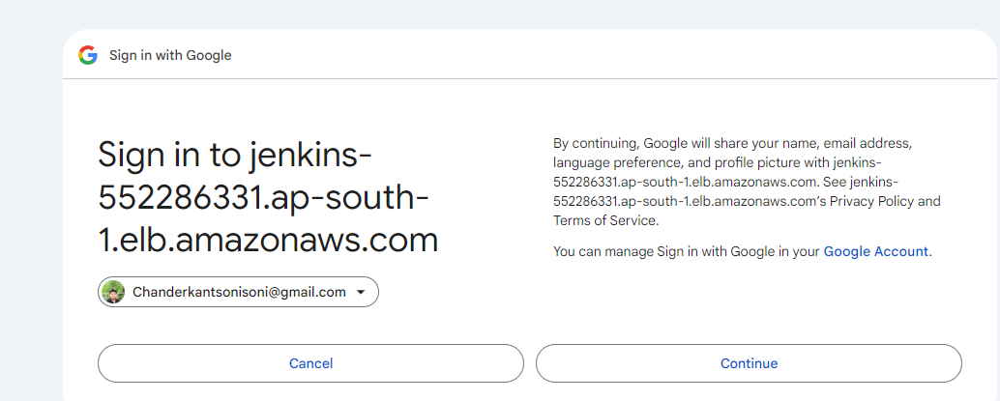 Sign in with Google
Sign in to jenkins-
552286331.ap-south-
1.elb.amazonaws.com
Chanderkantsonisoni@gmail.com
By continuing, Google will share your name, email address,
language preference, and profile picture with jenkins-
552286331.ap-south-1.elb.amazonaws.com. See jenkins-
552286331.ap-south-1.elb.amazonaws.com's Privacy Policy and
Terms of Service.
You can manage Sign in with Google in your Google Account.
Cancel
Continue